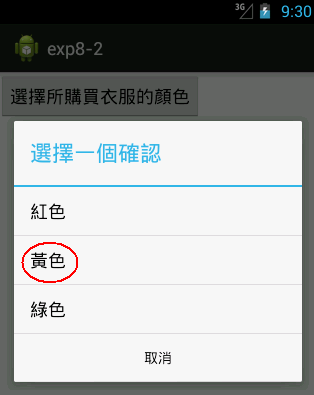 3G 9:30
exp8-2
選擇所購買衣服的顏色
選擇一個確認
紅色
黃色
綠色
取消